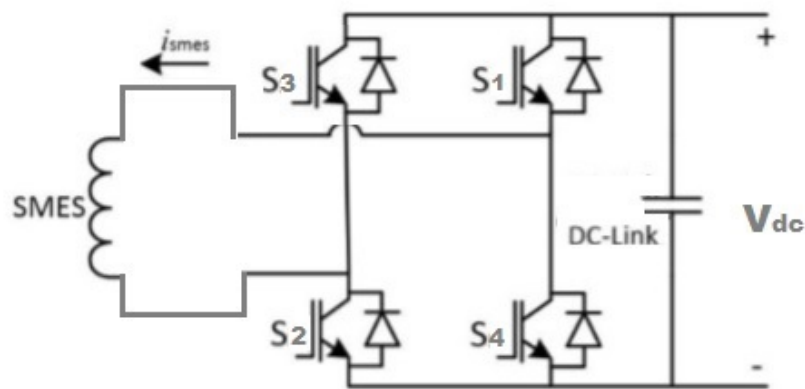 ismes
+
S3
S1
SMES
DC-Link
Vdc
S2
S4
-